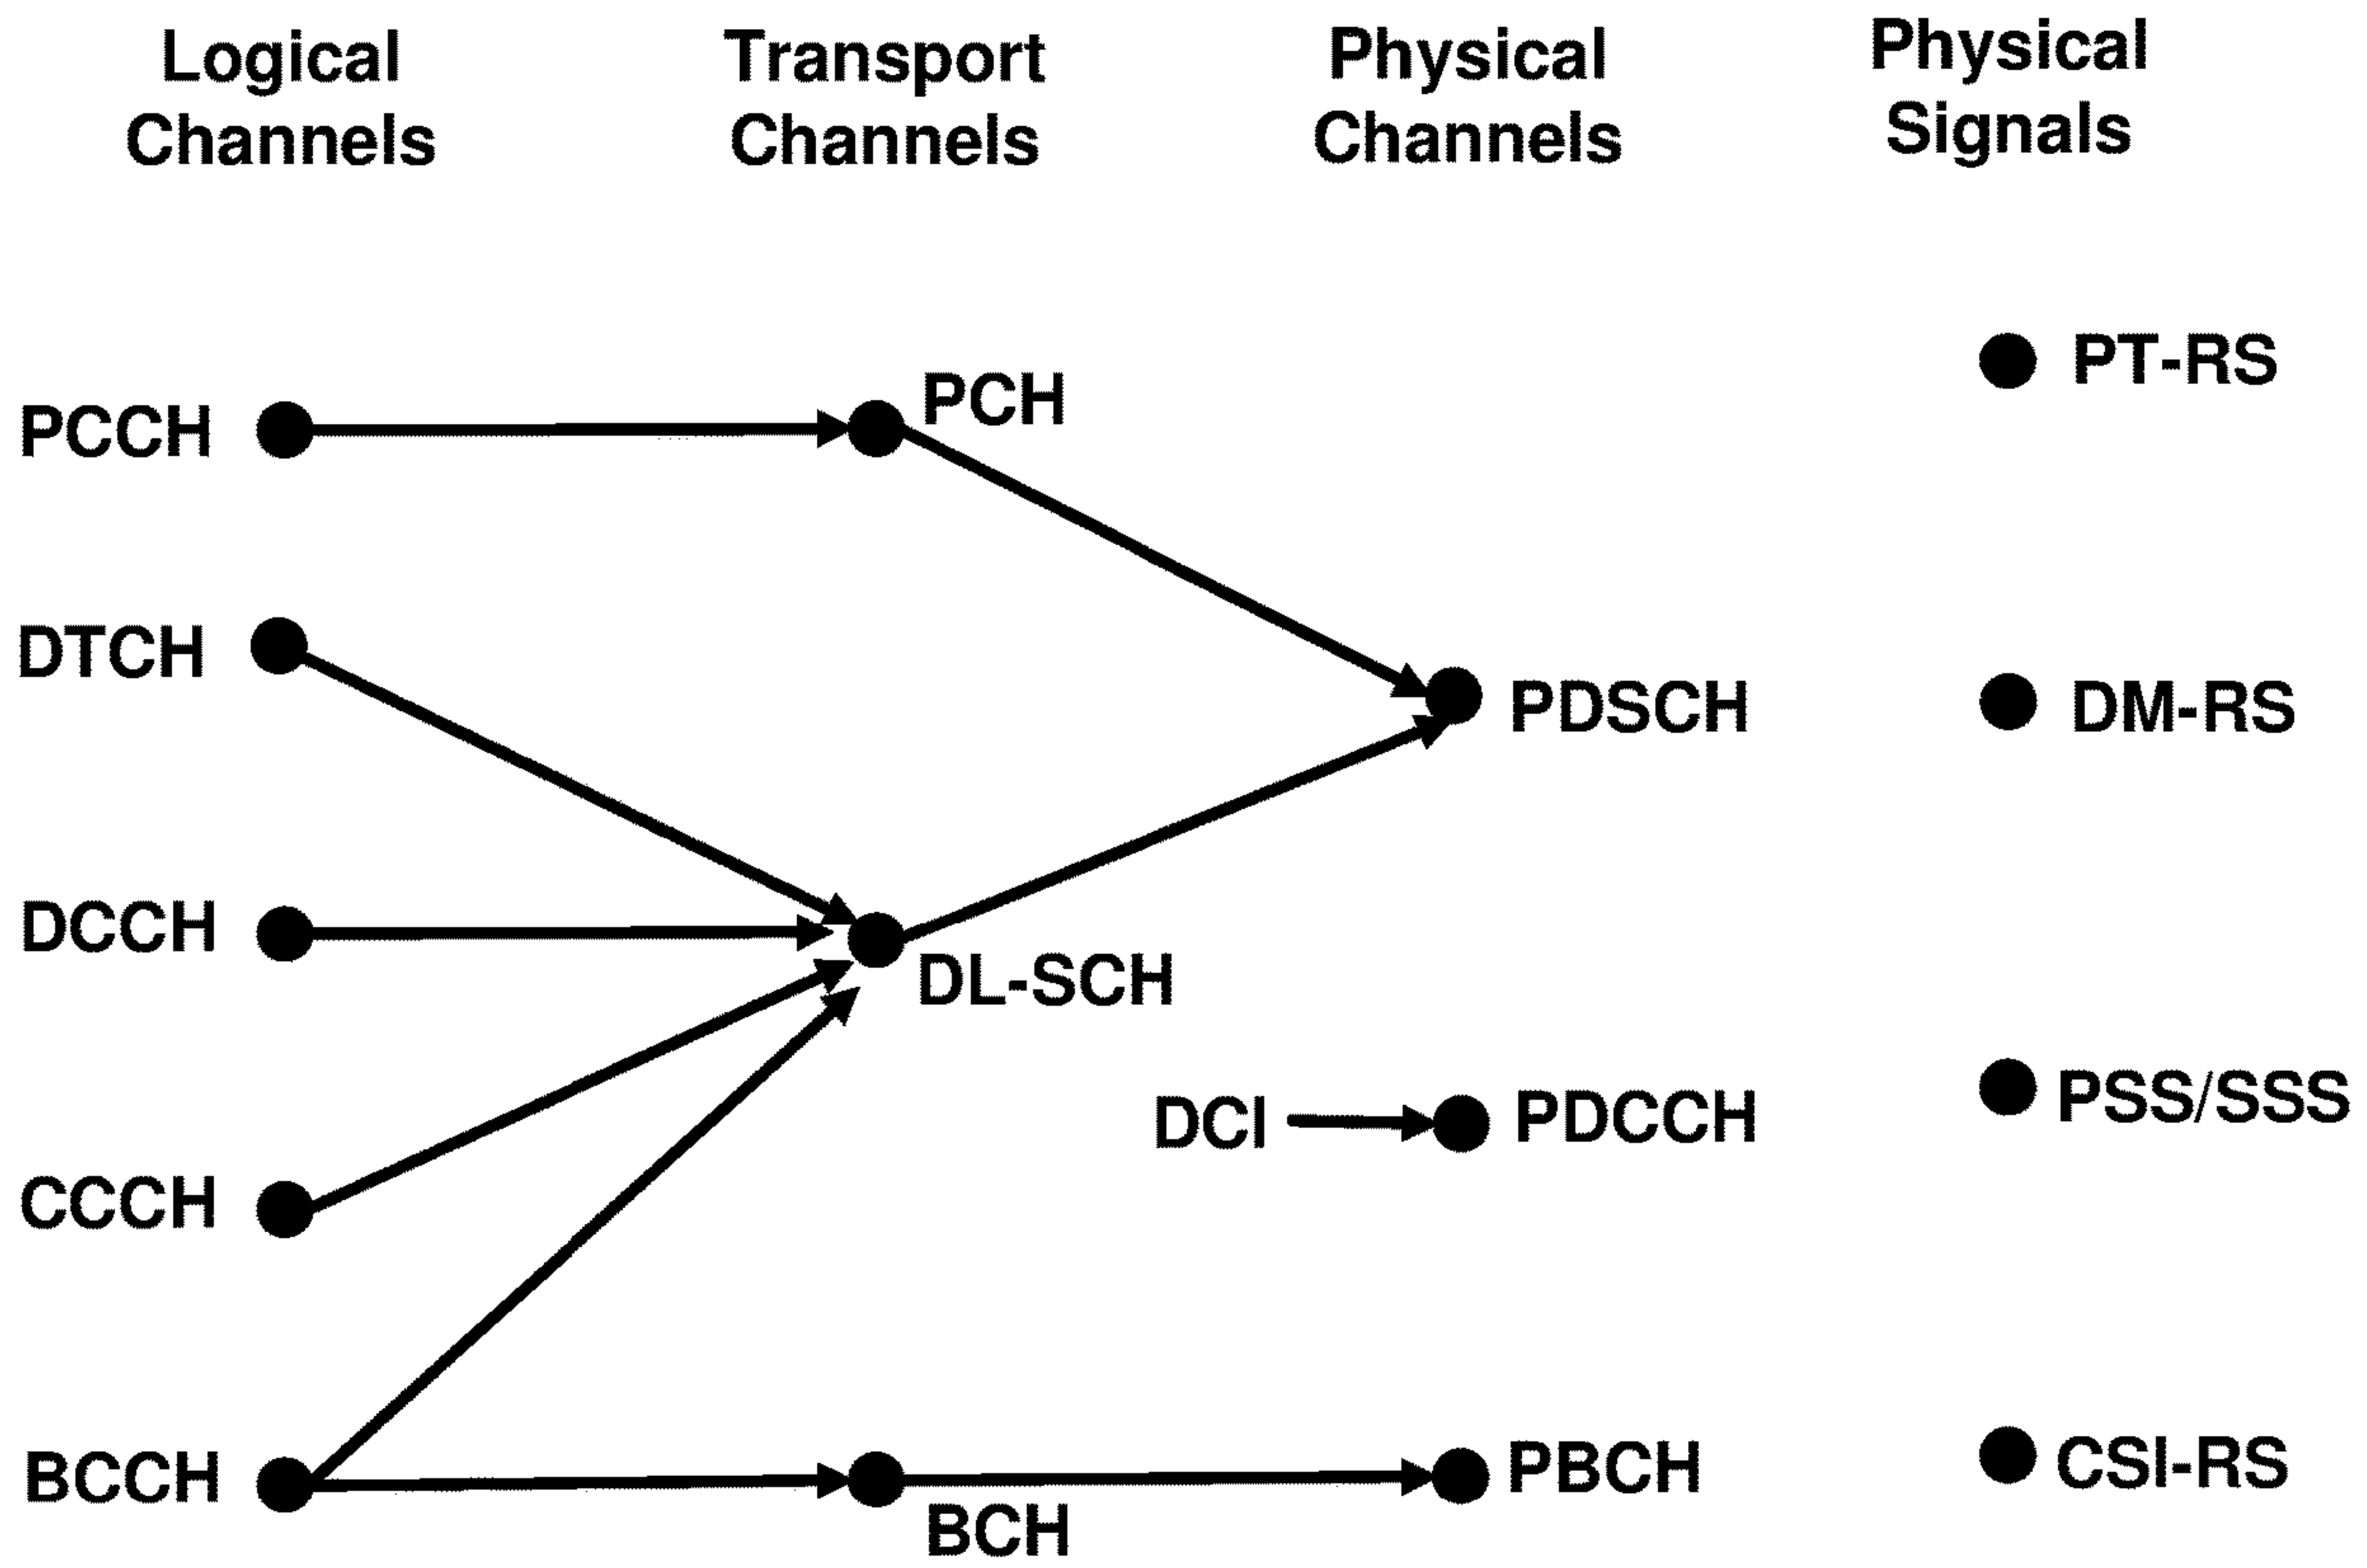 Logical
Channels
Transport
Channels
Physical
Channels
Physical
Signals
PCCH
PCH
PT-RS
DTCH
PDSCH
DM-RS
DCCH
DL-SCH
DCI
PDCCH
PSS/SSS
CCCH
BCCH
BCH
PBCH
CSI-RS